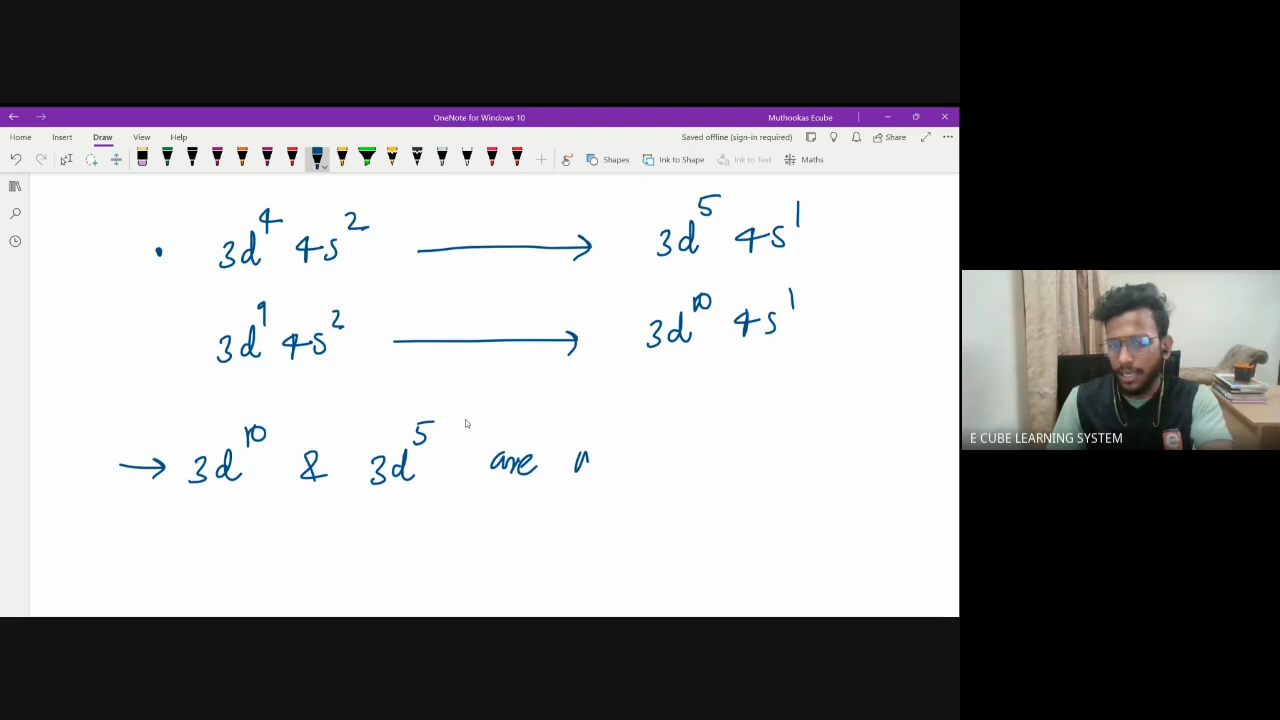 OneNote for Windows 10
Muthookas Ecube
Home Insert Draw View Help
Saved offline (sign-in required)
Share
Shapes
Ink to Shape
Ink to Text
Maths
• 3d⁴ 4s² ⟶ 3d⁵ 4s¹
3d⁹ 4s² ⟶ 3d¹⁰ 4s¹
→ 3d¹⁰ & 3d⁵ are
E CUBE LEARNING SYSTEM